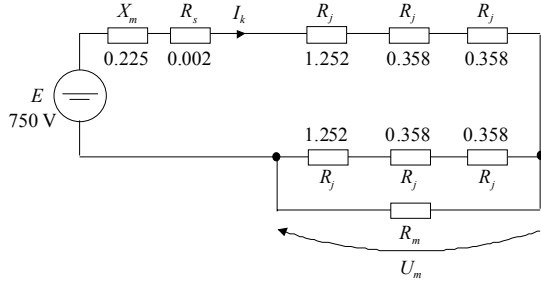 X_m R_s I_k R_j R_j R_j
0.225 0.002 1.252 0.358 0.358
E
750 V
1.252 0.358 0.358
R_j R_j R_j
R_m
U_m